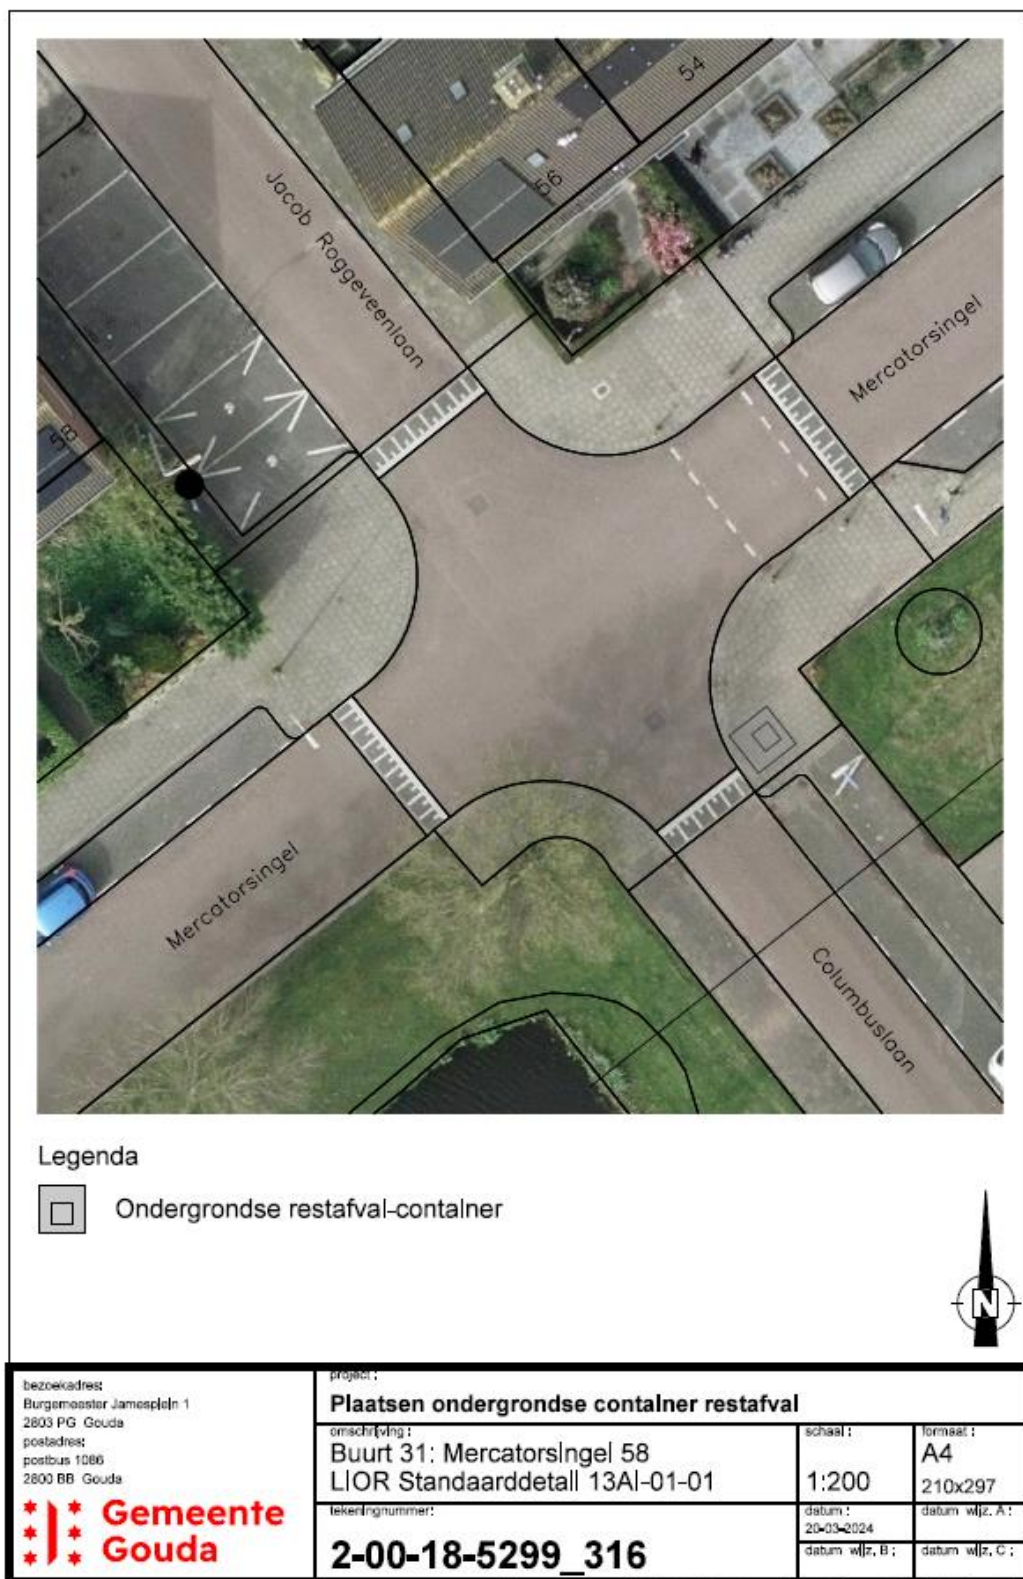 54
56
Jacob Roggeveenlaan
Mercatorsingel
58
Mercatorsingel
Columbuslaan
Legenda
Ondergrondse restafval-container
N
bezoekadres:
Burgemeester Jamesplein 1
2803 PG Gouda
postadres:
postbus 1086
2800 BB Gouda
Gemeente
Gouda
project :
Plaatsen ondergrondse container restafval
omschrijving :
Buurt 31: Mercatorsingel 58
LIOR Standaarddetail 13AI-01-01
schaal :
1:200
formaat :
A4
210x297
tekeningnummer:
2-00-18-5299_316
datum :
20-03-2024
datum wijz. A :
datum wijz. B :
datum wijz. C :